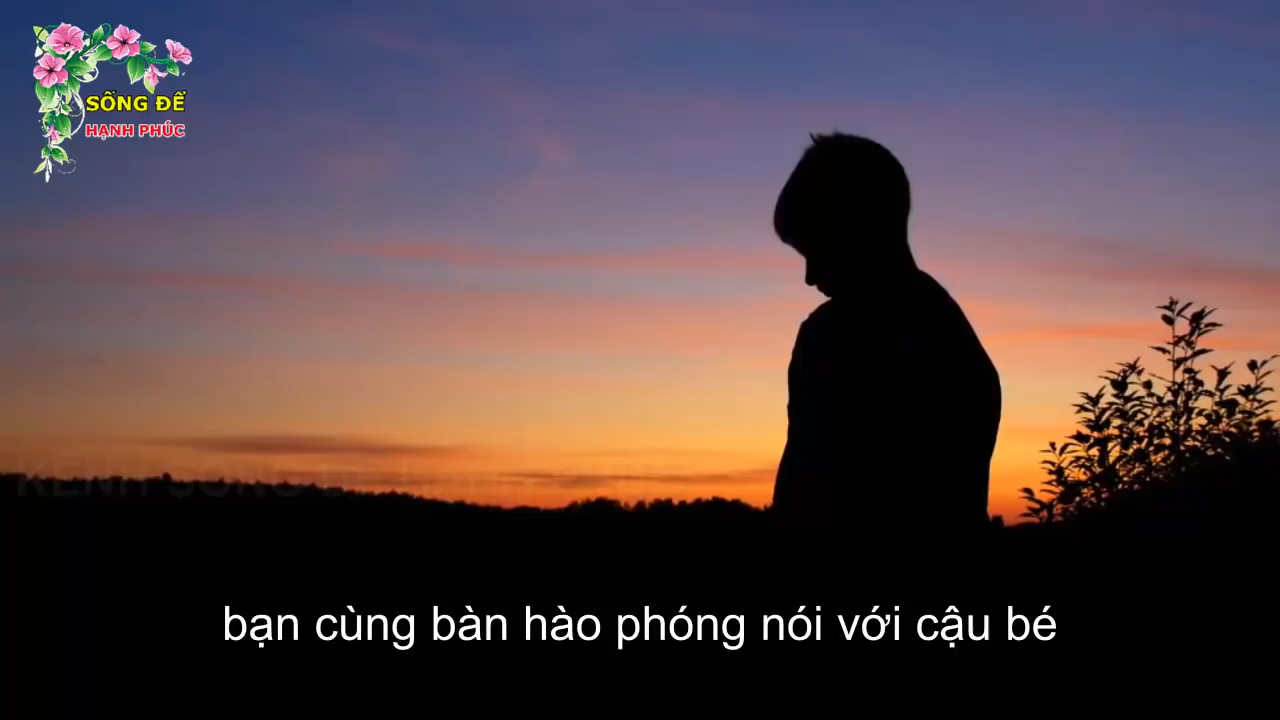 SỐNG ĐỂ
HẠNH PHÚC
bạn cùng bàn hào phóng nói với cậu bé